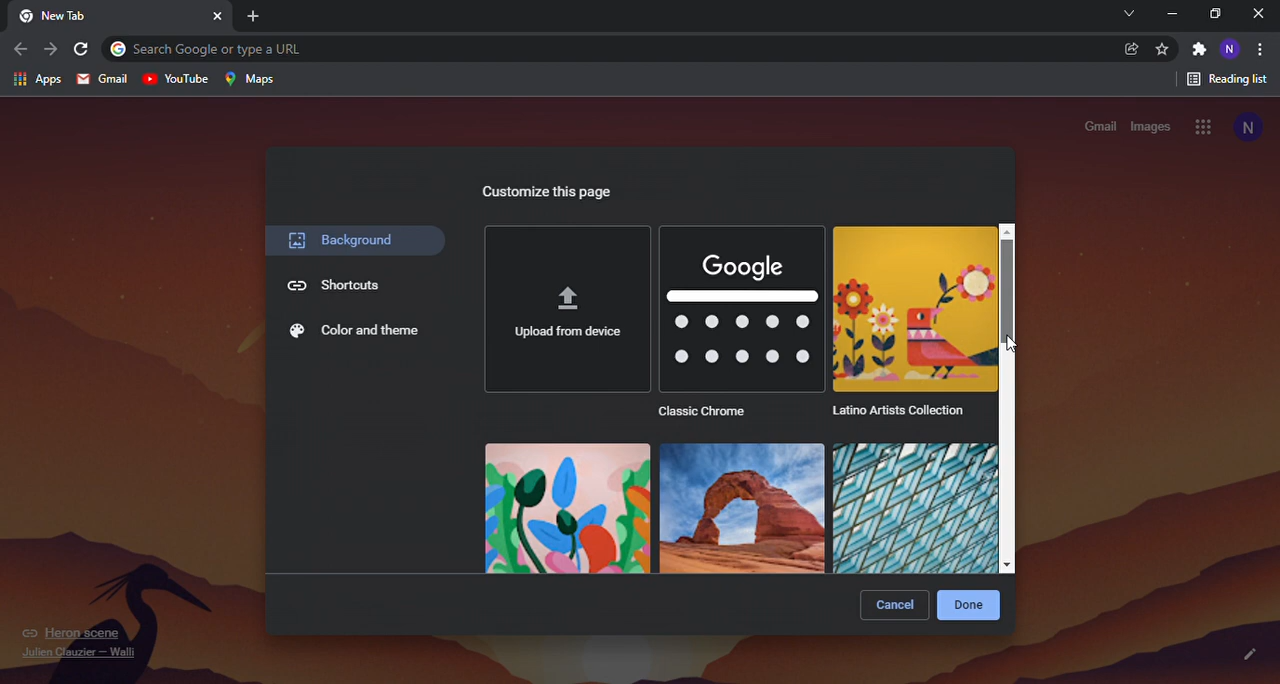 New Tab
Search Google or type a URL
N
Apps
Gmail
YouTube
Maps
Reading list
Gmail
Images
N
Customize this page
Background
Shortcuts
Color and theme
Upload from device
Google
Classic Chrome
Latino Artists Collection
Cancel
Done
Heron scene
Julien Clauzier — Walli